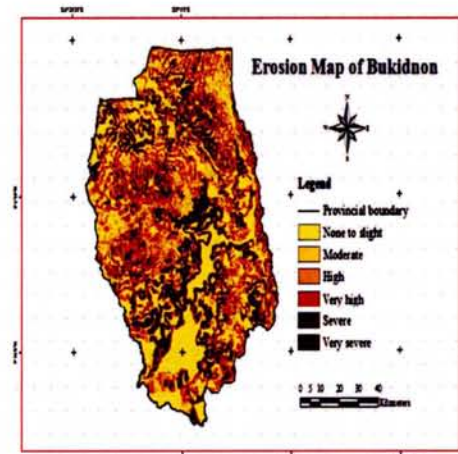 Erosion Map of Bukidnon
N
S
Legend
Provincial boundary
None to slight
Moderate
High
Very high
Severe
Very severe
0 5 10 20 30 40
Kilometers